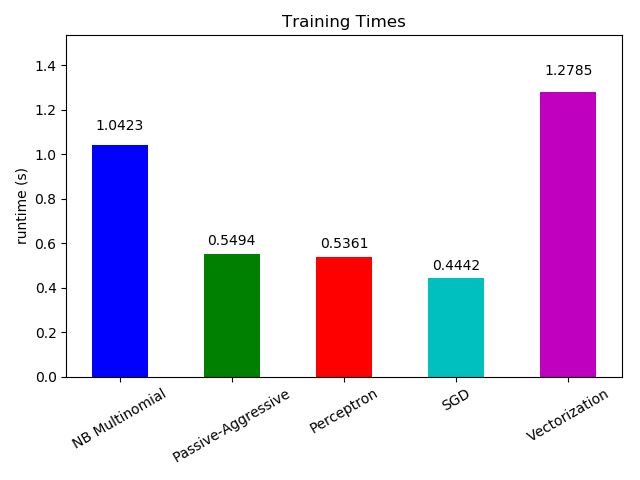 Training Times
runtime (s)
1.4
1.2
1.0
0.8
0.6
0.4
0.2
0.0
1.0423
0.5494
0.5361
0.4442
1.2785
NB Multinomial
Passive-Aggressive
Perceptron
SGD
Vectorization